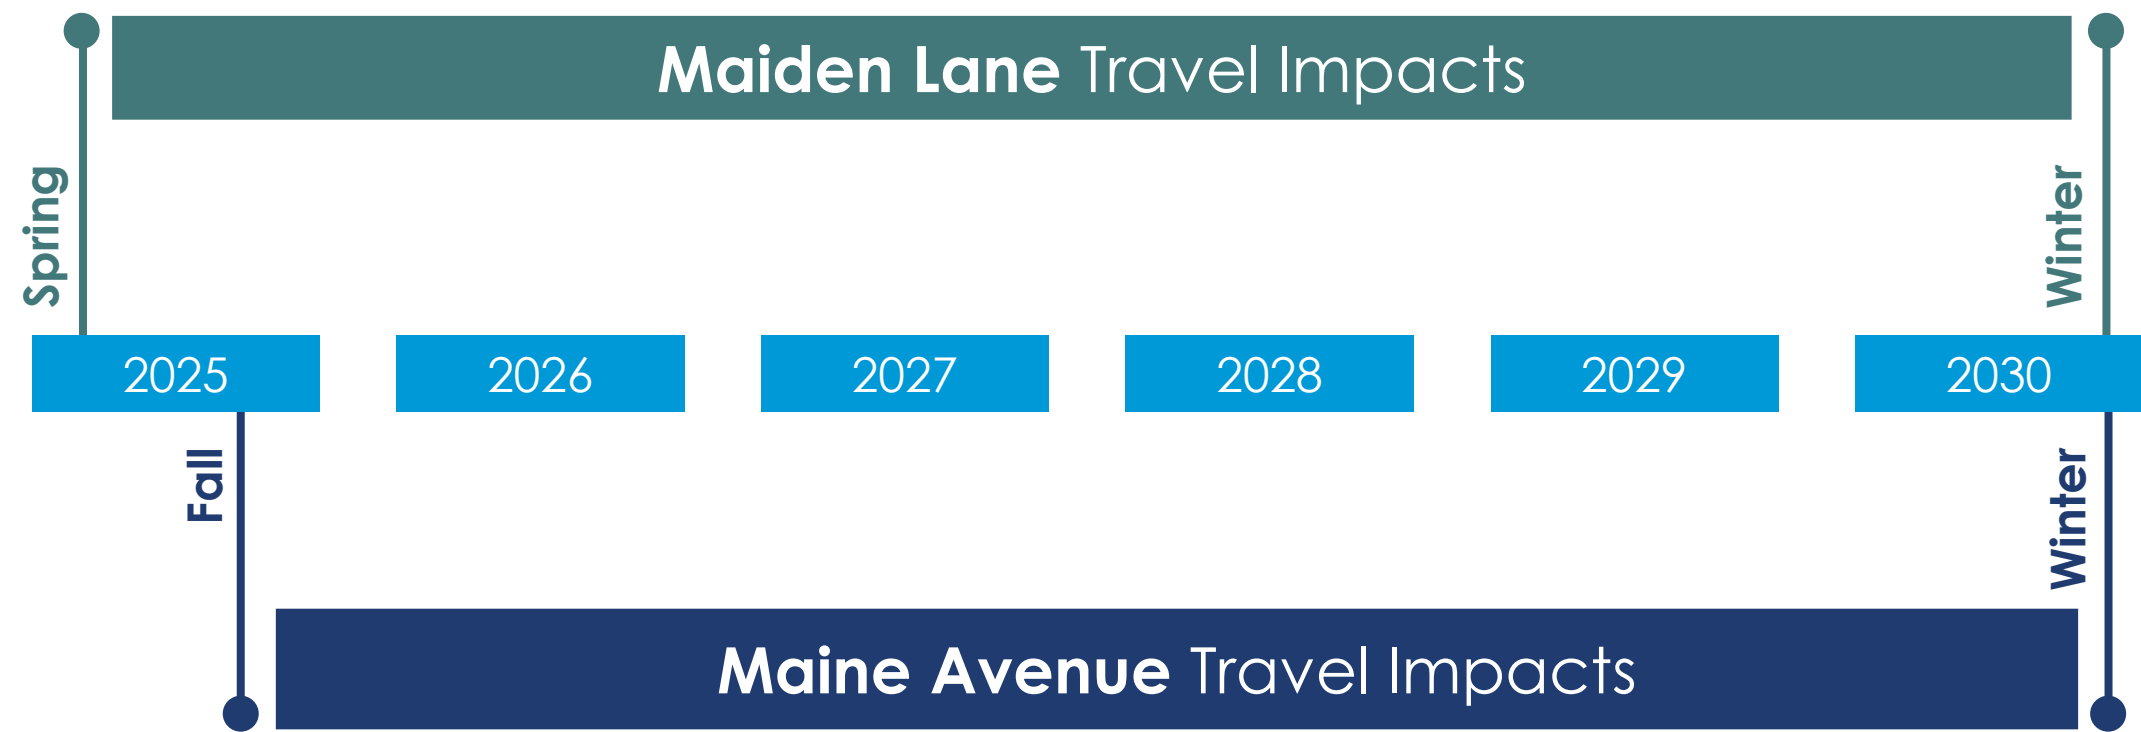 Maiden Lane Travel Impacts
Spring
Winter
2025
2026
2027
2028
2029
2030
Fall
Winter
Maine Avenue Travel Impacts